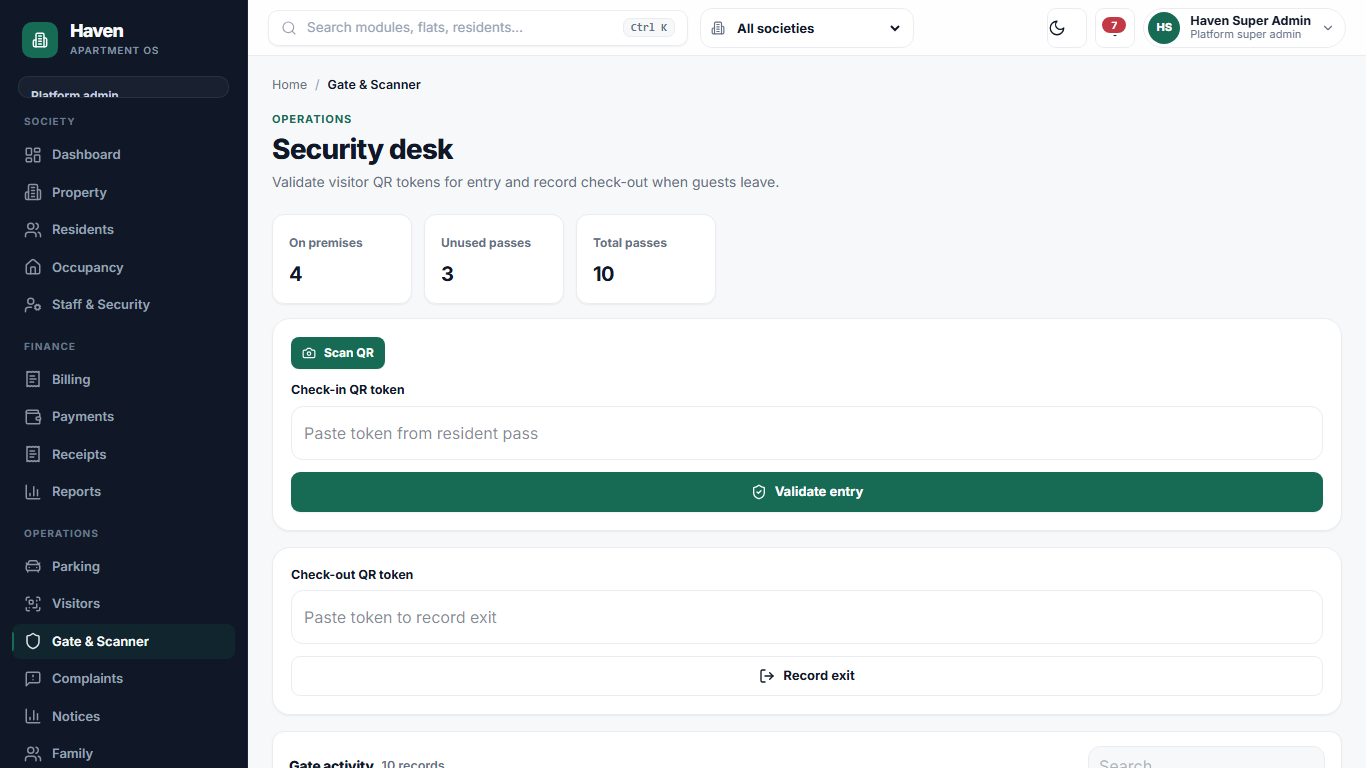 Haven
APARTMENT OS
Platform admin
SOCIETY
Dashboard
Property
Residents
Occupancy
Staff & Security
FINANCE
Billing
Payments
Receipts
Reports
OPERATIONS
Parking
Visitors
Gate & Scanner
Complaints
Notices
Family
Search modules, flats, residents...
Ctrl K
All societies
7
HS
Haven Super Admin
Platform super admin
Home / Gate & Scanner
OPERATIONS
Security desk
Validate visitor QR tokens for entry and record check-out when guests leave.
On premises
4
Unused passes
3
Total passes
10
Scan QR
Check-in QR token
Paste token from resident pass
Validate entry
Check-out QR token
Paste token to record exit
Record exit
Gate activity 10 records
Search